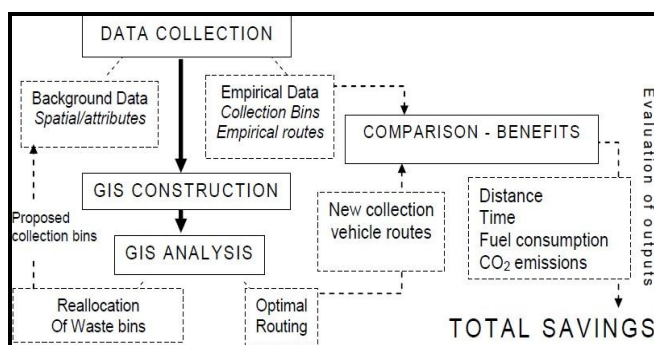 DATA COLLECTION
Background Data
Spatial/attributes
Empirical Data
Collection Bins
Empirical routes
COMPARISON - BENEFITS
GIS CONSTRUCTION
Proposed
collection bins
GIS ANALYSIS
New collection
vehicle routes
Distance
Time
Fuel consumption
CO₂ emissions
Evaluation of outputs
Reallocation
Of Waste bins
Optimal
Routing
TOTAL SAVINGS